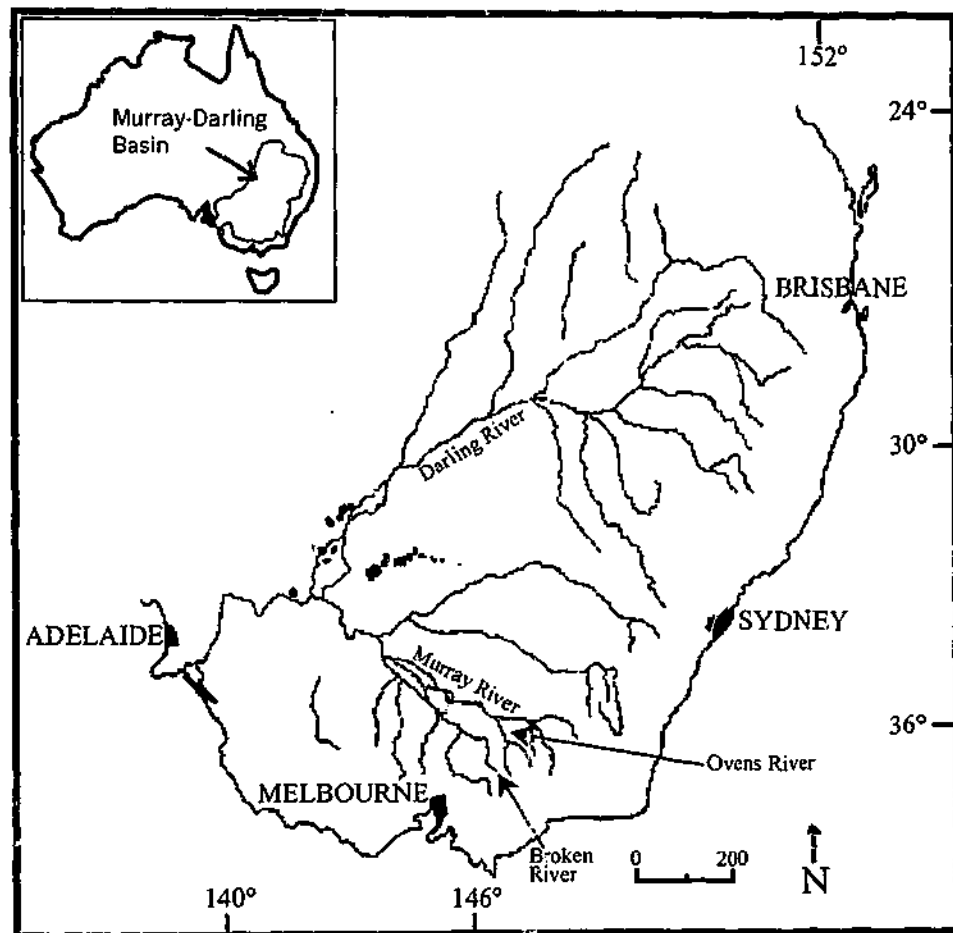 152°
24°
Murray-Darling
Basin
BRISBANE
Darling River
30°
ADELAIDE
SYDNEY
Murray River
36°
Ovens River
MELBOURNE
Broken
River
0 200
N
140°
146°